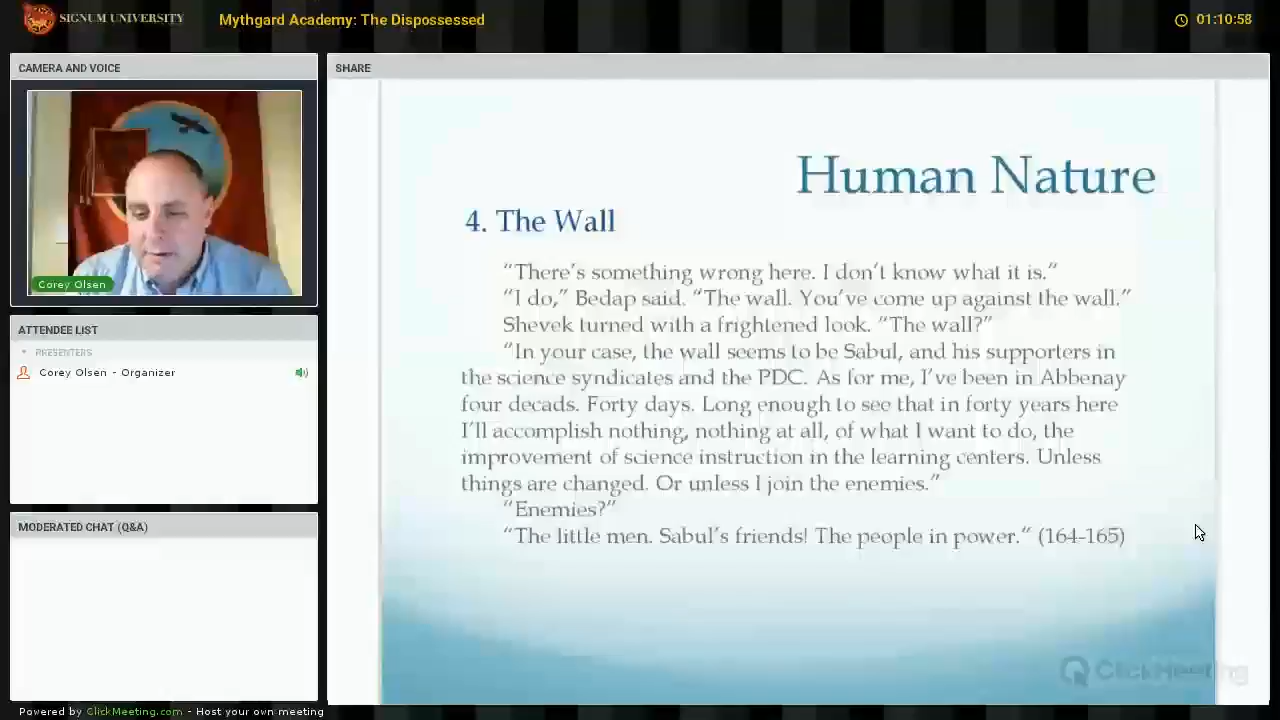 SIGNUM UNIVERSITY
Mythgard Academy: The Dispossessed
01:10:58
CAMERA AND VOICE
Corey Olsen
ATTENDEE LIST
PRESENTERS
Corey Olsen - Organizer
MODERATED CHAT (Q&A)
Powered by ClickMeeting.com - Host your own meeting
SHARE
Human Nature
4. The Wall
“There’s something wrong here. I don’t know what it is.”
“I do,” Bedap said. “The wall. You’ve come up against the wall.”
Shevek turned with a frightened look. “The wall?”
“In your case, the wall seems to be Sabul, and his supporters in
the science syndicates and the PDC. As for me, I’ve been in Abbenay
four decads. Forty days. Long enough to see that in forty years here
I’ll accomplish nothing, nothing at all, of what I want to do, the
improvement of science instruction in the learning centers. Unless
things are changed. Or unless I join the enemies.”
“Enemies?”
“The little men. Sabul’s friends! The people in power.” (164-165)
ClickMeeting